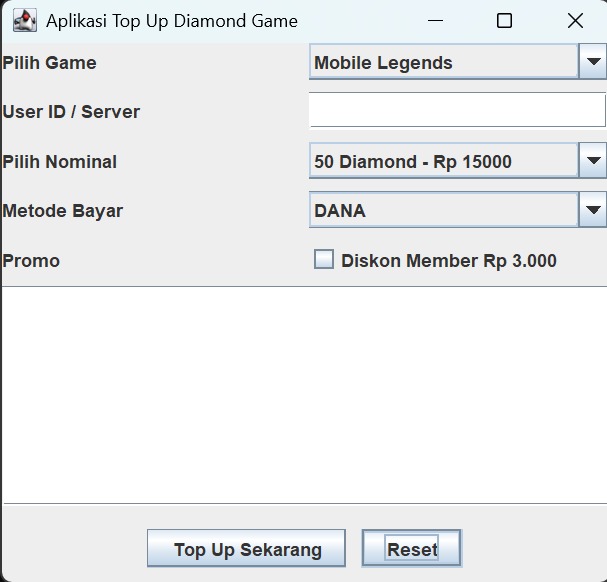 Aplikasi Top Up Diamond Game
Pilih Game Mobile Legends
User ID / Server
Pilih Nominal 50 Diamond - Rp 15000
Metode Bayar DANA
Promo Diskon Member Rp 3.000
Top Up Sekarang Reset